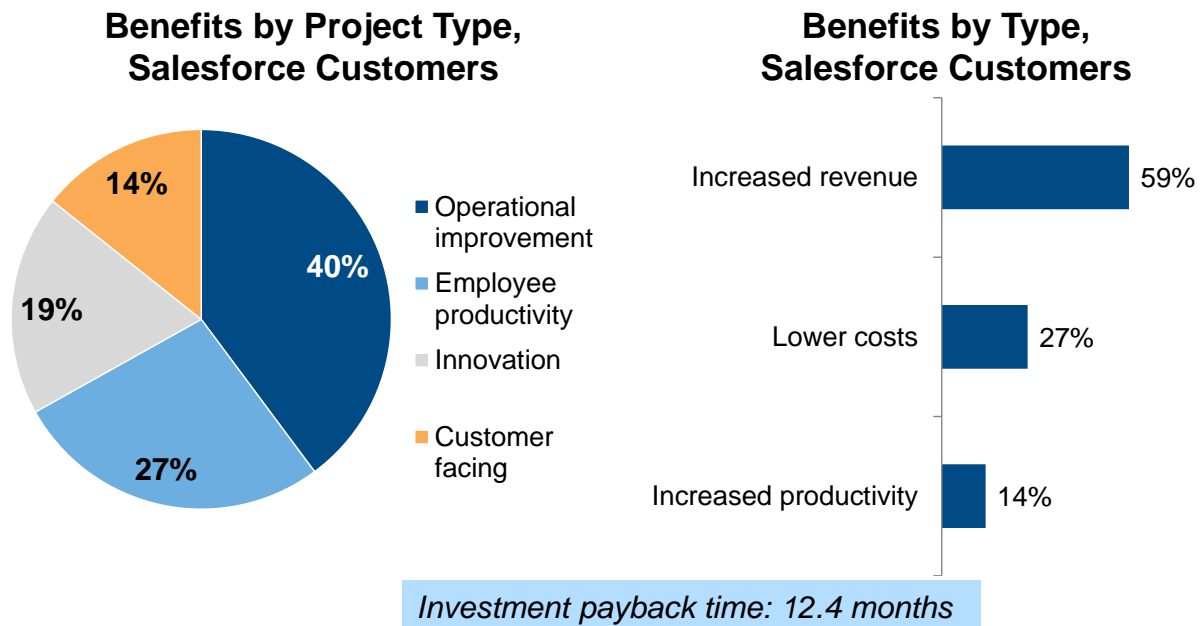 Benefits by Project Type,
Salesforce Customers
14%
40%
19%
27%
Operational
improvement
Employee
productivity
Innovation
Customer
facing
Benefits by Type,
Salesforce Customers
Increased revenue
59%
Lower costs
27%
Increased productivity
14%
Investment payback time: 12.4 months